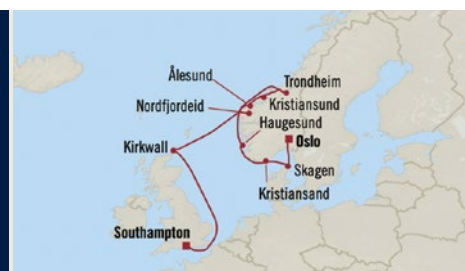 Ålesund
Trondheim
Nordfjordeid
Kristiansund
Haugesund
Kirkwall
Oslo
Skagen
Kristiansand
Southampton